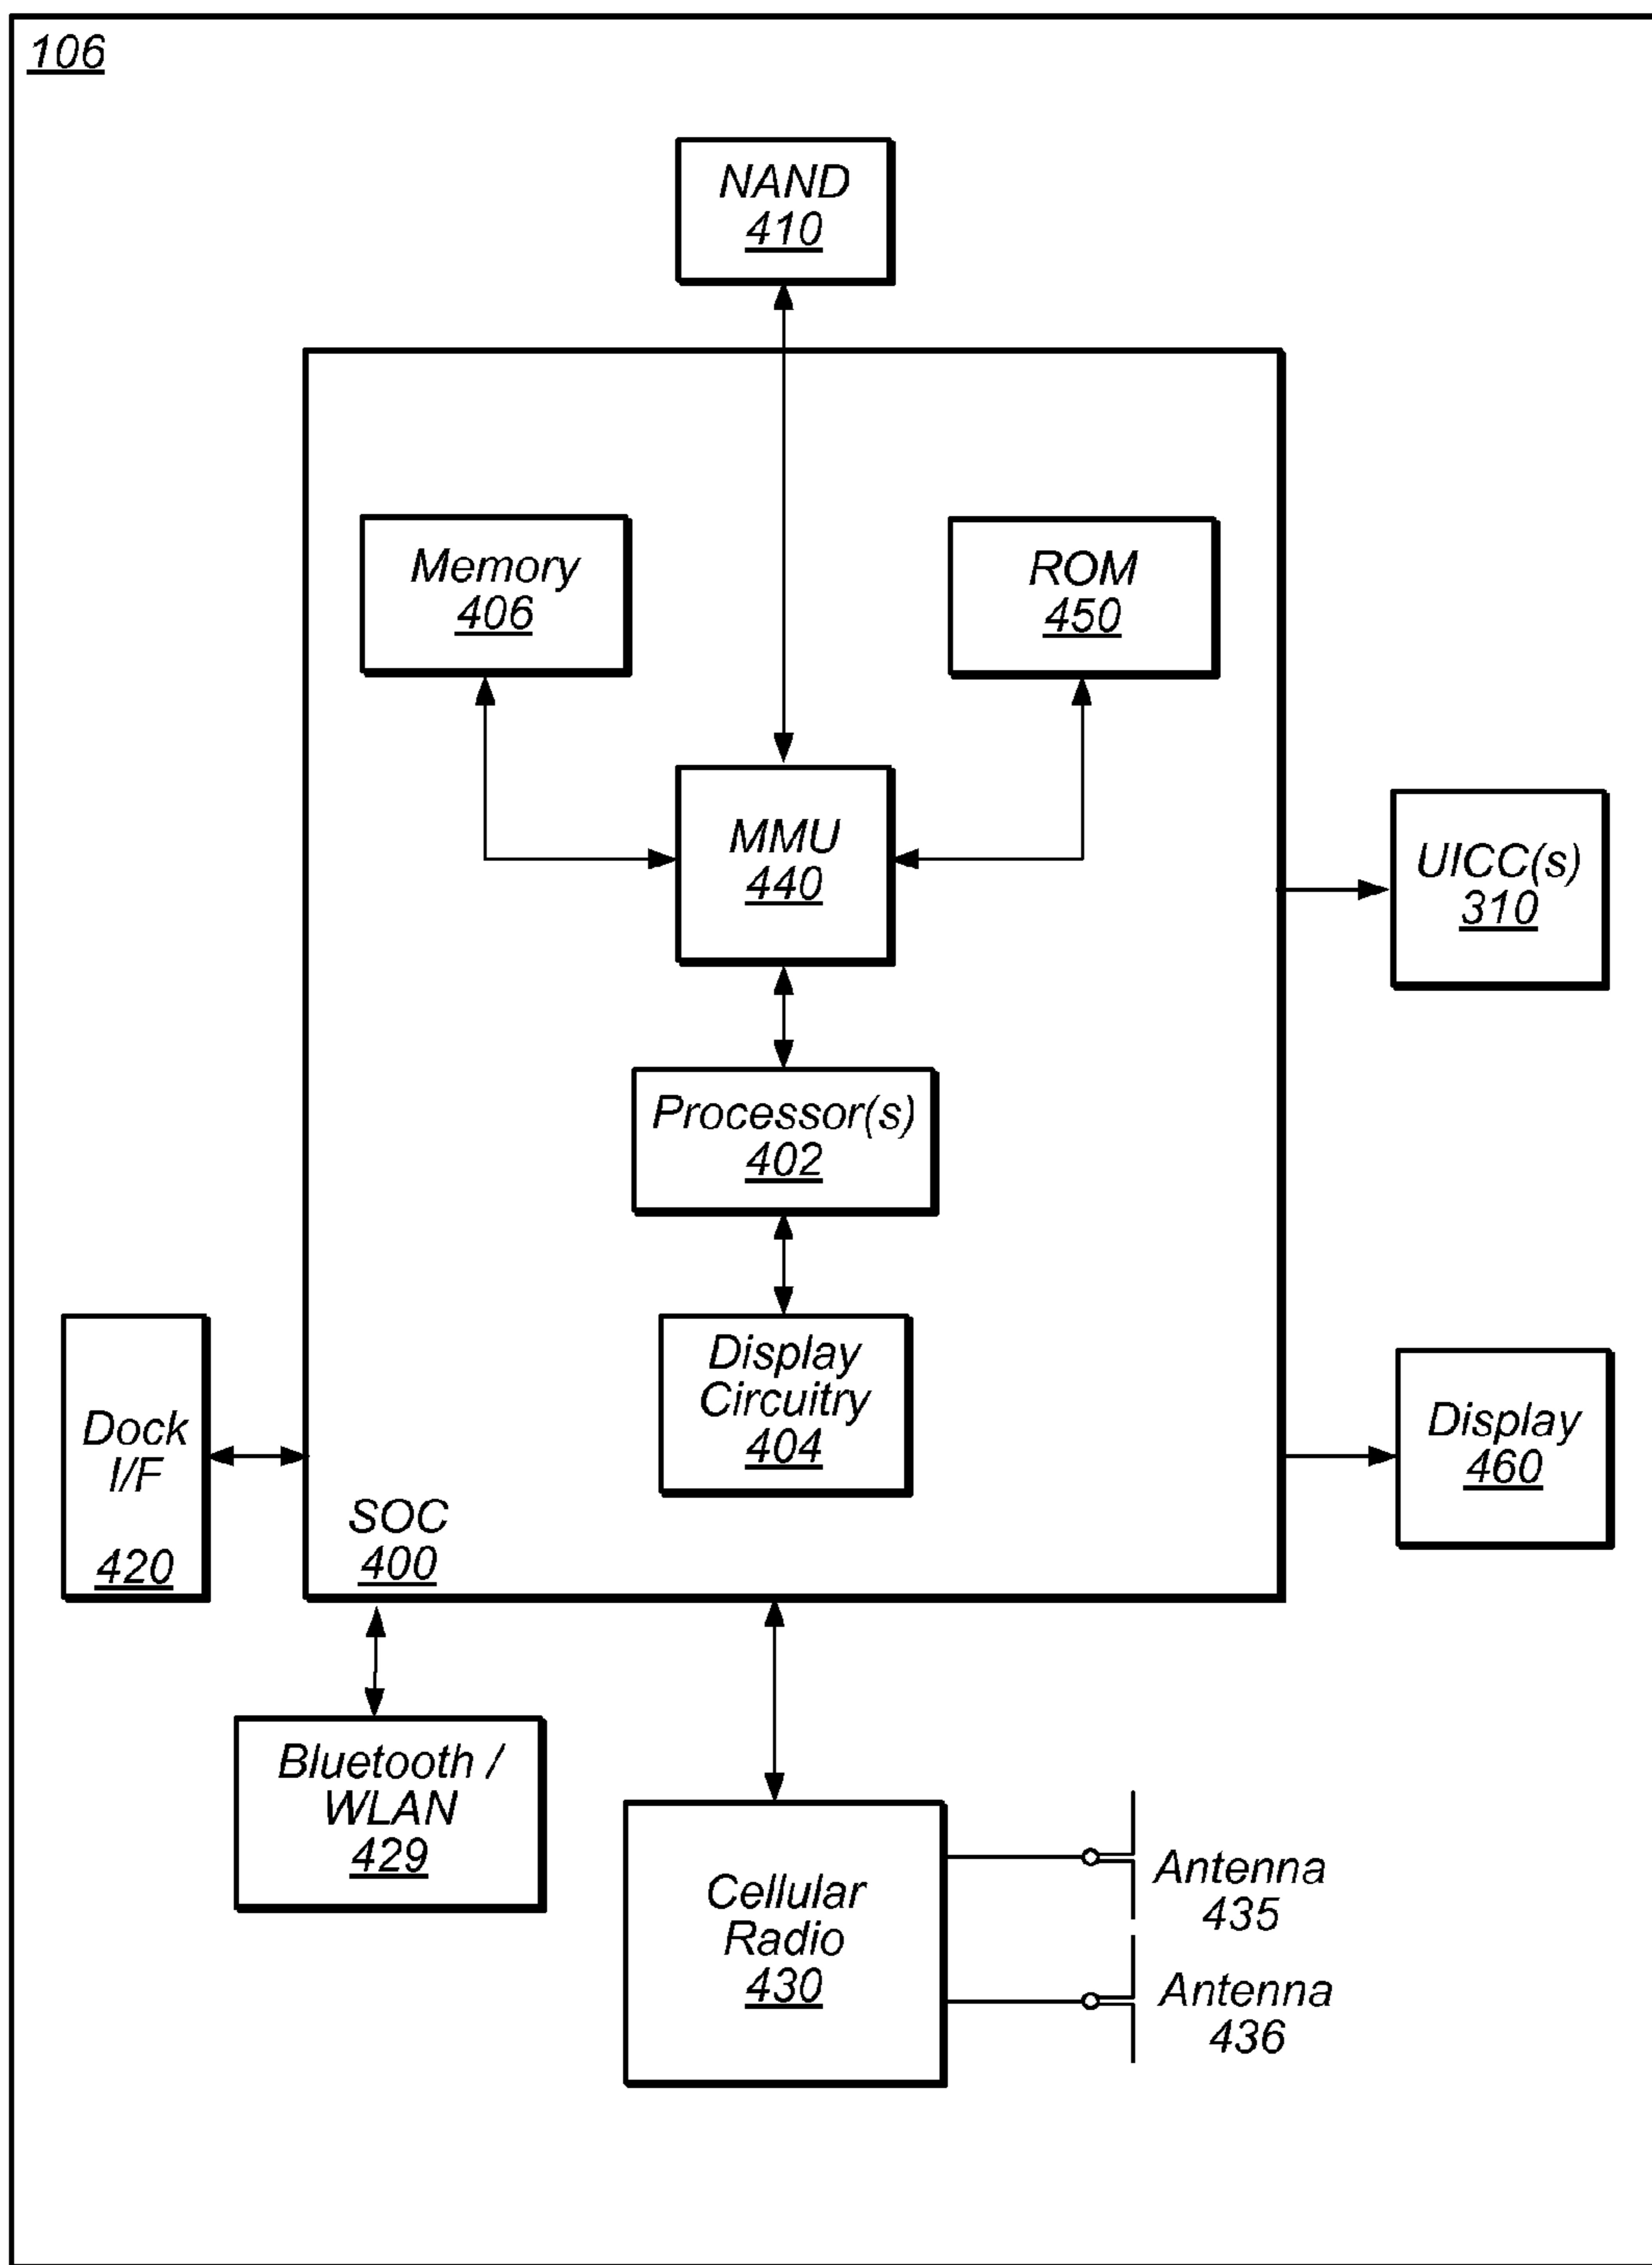 106
NAND
410
Memory
406
ROM
450
MMU
440
UICC(s)
310
Processor(s)
402
Display
Circuitry
404
Dock
I/F
420
Display
460
SOC
400
Bluetooth /
WLAN
429
Cellular
Radio
430
Antenna
435
Antenna
436